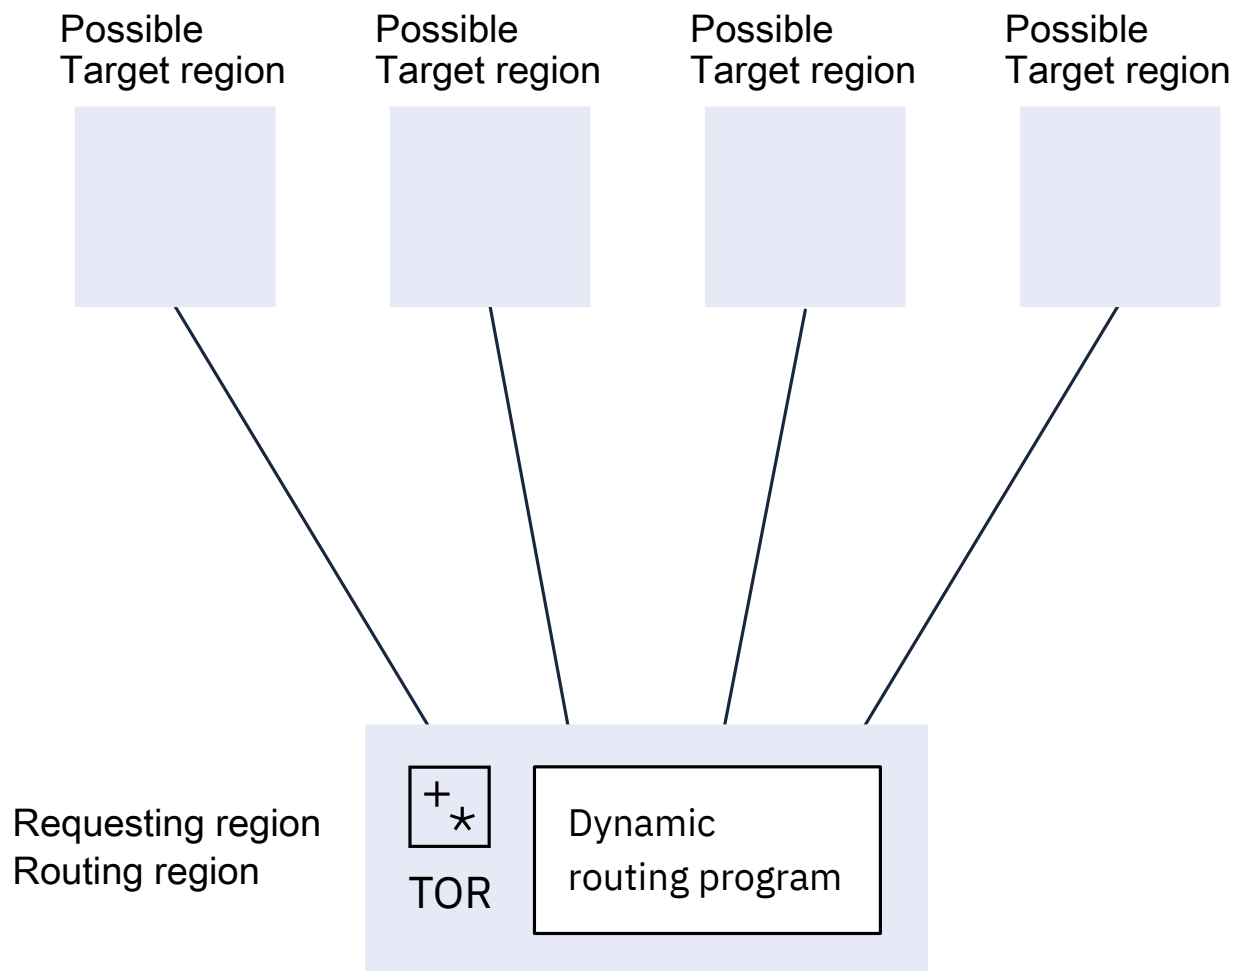 Possible
Target region
Possible
Target region
Possible
Target region
Possible
Target region
Requesting region
Routing region
+
*
TOR
Dynamic
routing program